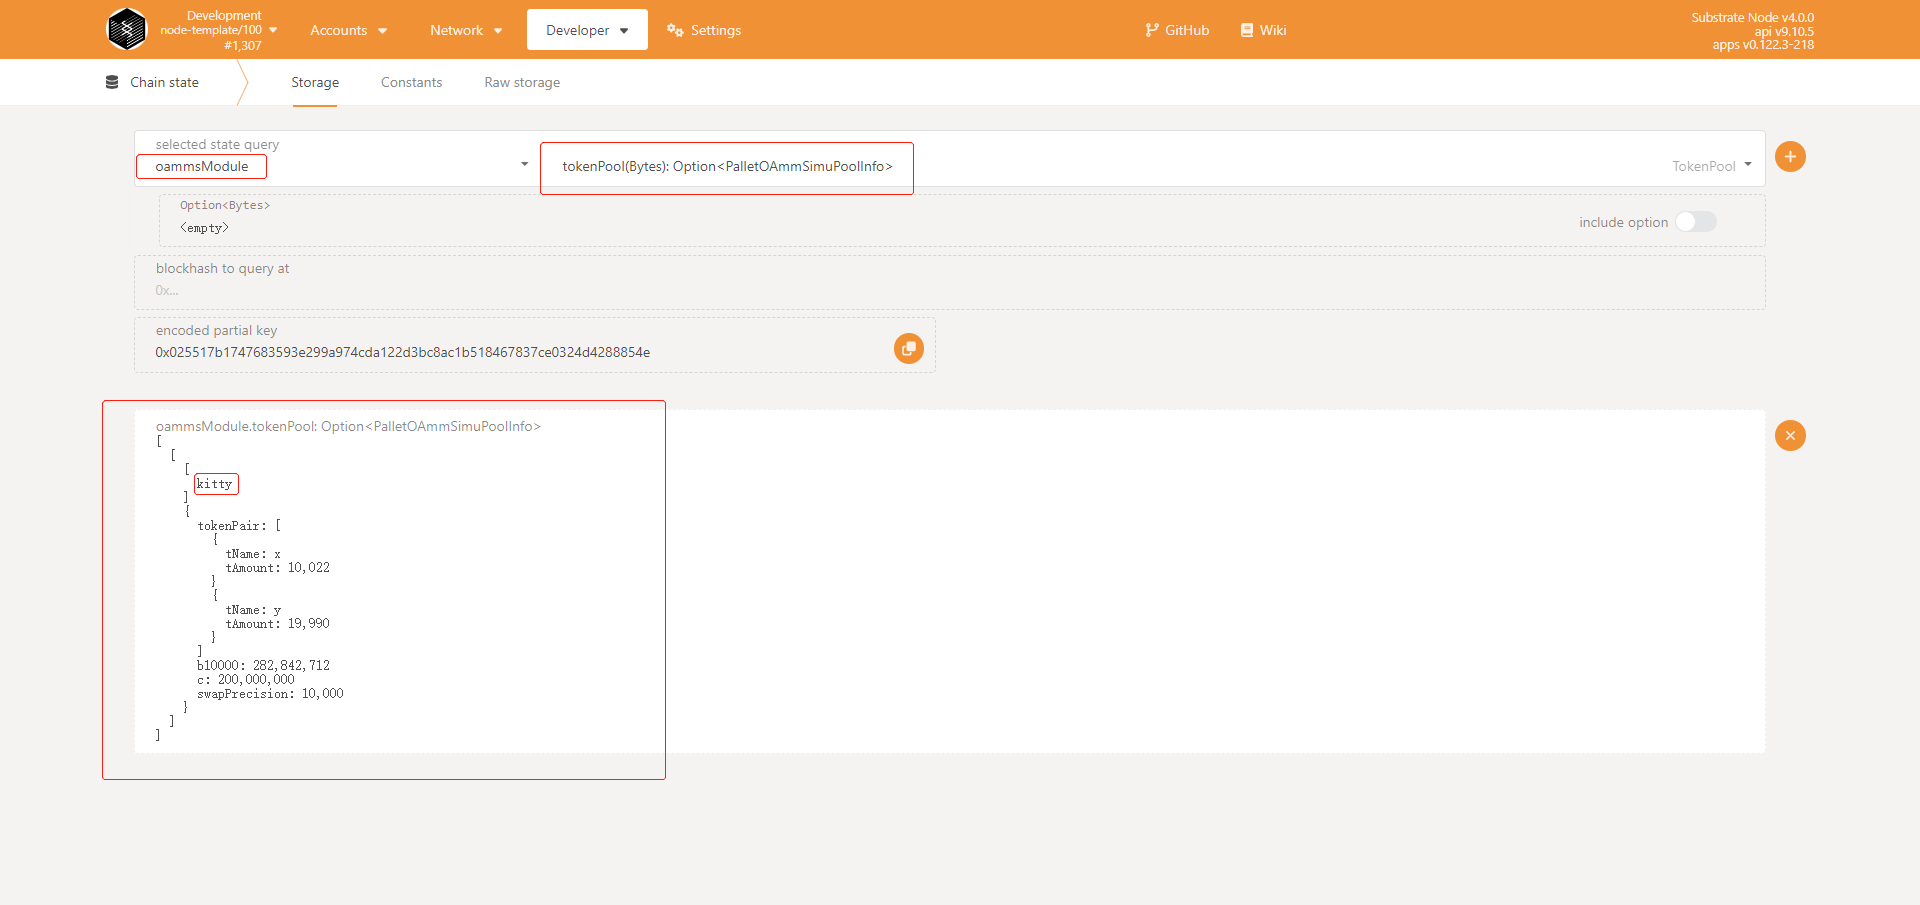 Development
node-template/100
#1,307
Accounts
Network
Developer
Settings
GitHub
Wiki
Substrate Node v4.0.0
api v9.10.5
apps v0.122.3-218
Chain state
Storage
Constants
Raw storage
selected state query
oammsModule
tokenPool(Bytes): Option<PalletOAmmSimuPoolInfo>
TokenPool
Option<Bytes>
<empty>
include option
blockhash to query at
0x...
encoded partial key
0x025517b1747683593e299a974cda122d3bc8ac1b518467837ce0324d4288854e
oammsModule.tokenPool: Option<PalletOAmmSimuPoolInfo>
[
[
[
kitty
]
{
tokenPair: [
{
tName: x
tAmount: 10,022
}
{
tName: y
tAmount: 19,990
}
]
b10000: 282,842,712
c: 200,000,000
swapPrecision: 10,000
}
]
]